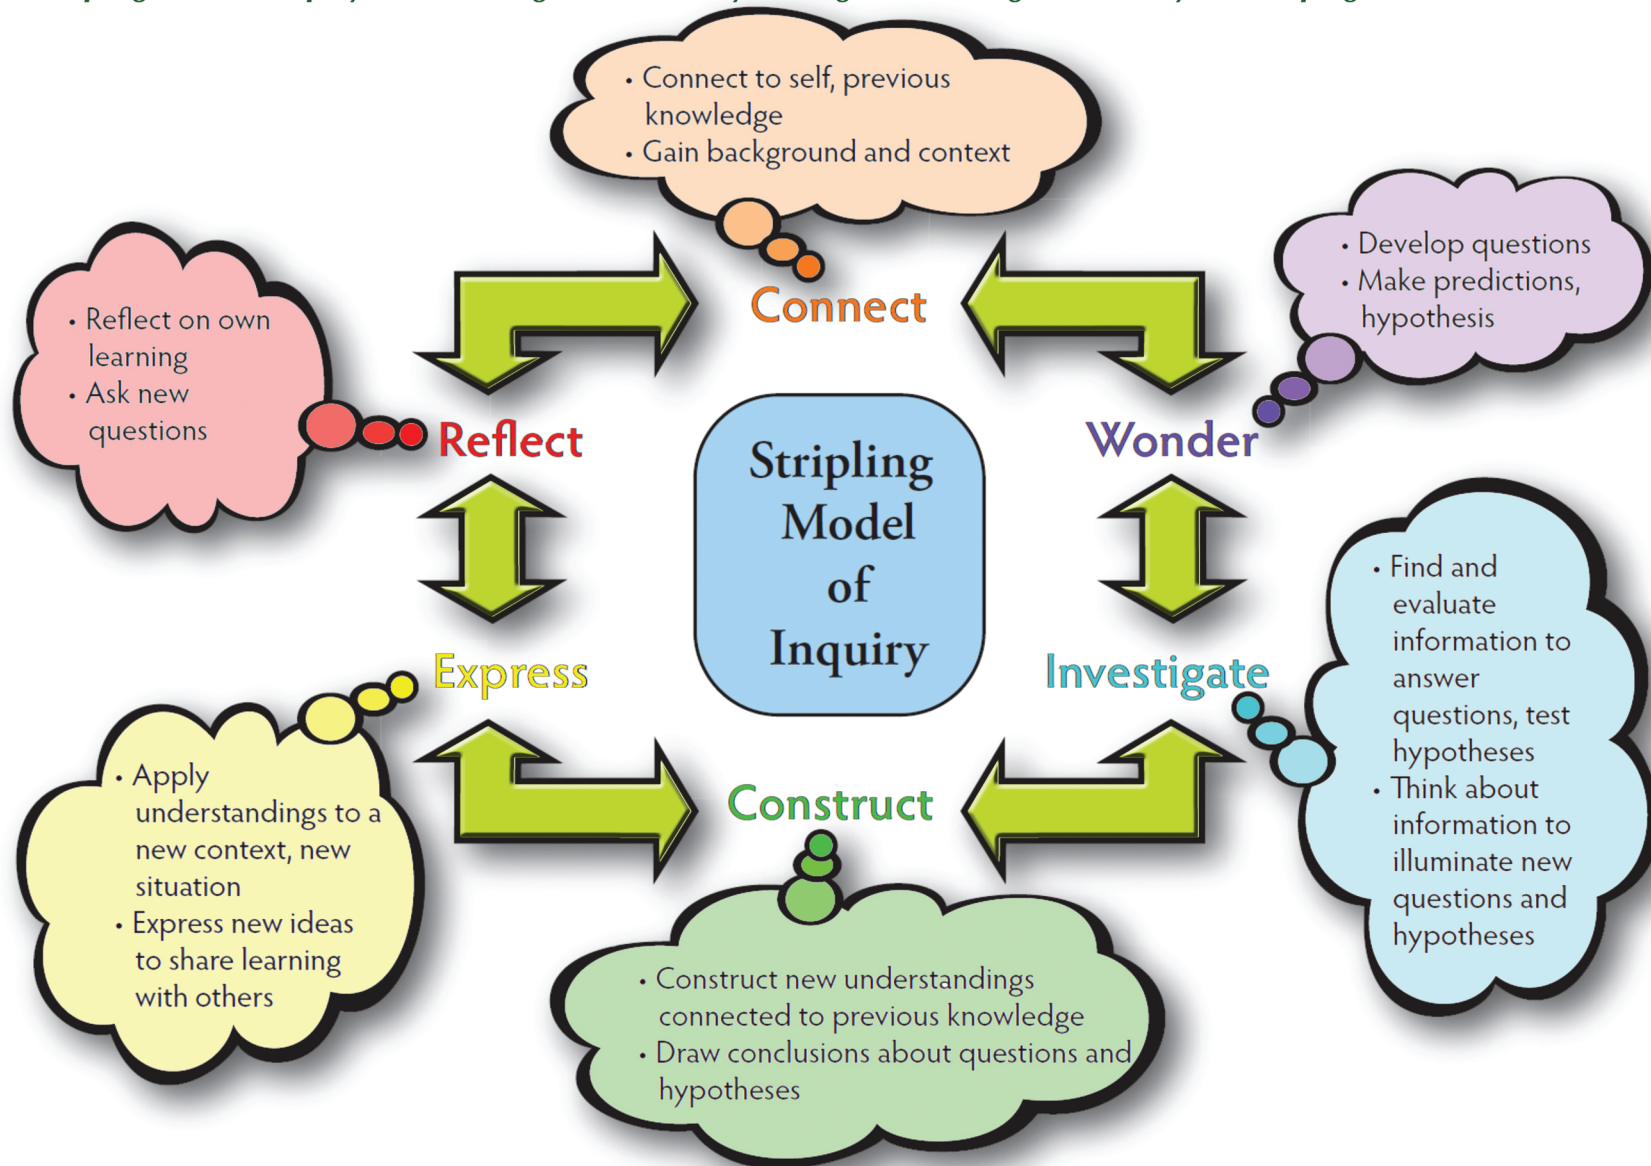 • Connect to self, previous
knowledge
• Gain background and context
• Develop questions
• Make predictions,
hypothesis
• Reflect on own
learning
• Ask new
questions
Connect
Reflect
Wonder
Stripling
Model
of
Inquiry
• Find and
evaluate
information to
answer
questions, test
hypotheses
• Think about
information to
illuminate new
questions and
hypotheses
Express
Investigate
• Apply
understandings to a
new context, new
situation
• Express new ideas
to share learning
with others
Construct
• Construct new understandings
connected to previous knowledge
• Draw conclusions about questions and
hypotheses